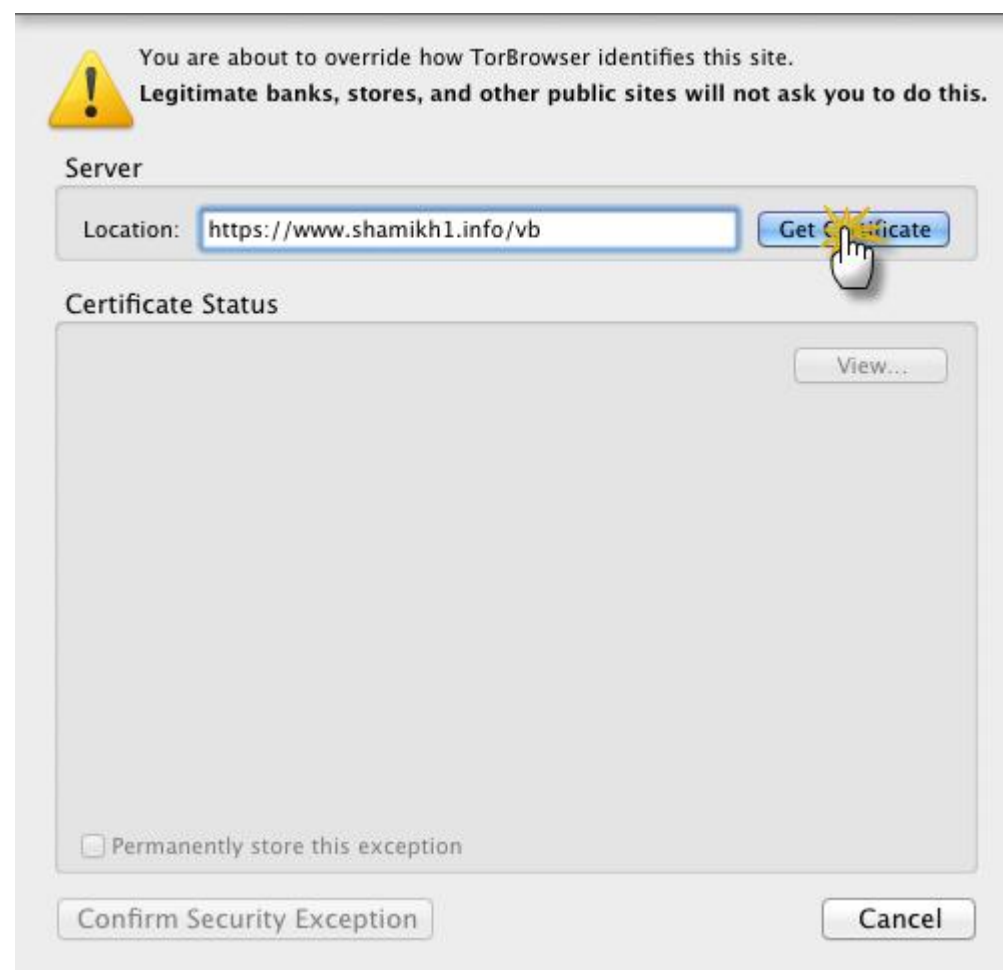 You are about to override how TorBrowser identifies this site.
Legitimate banks, stores, and other public sites will not ask you to do this.
Server
Location: https://www.shamikh1.info/vb Get Certificate
Certificate Status
View...
Permanently store this exception
Confirm Security Exception Cancel